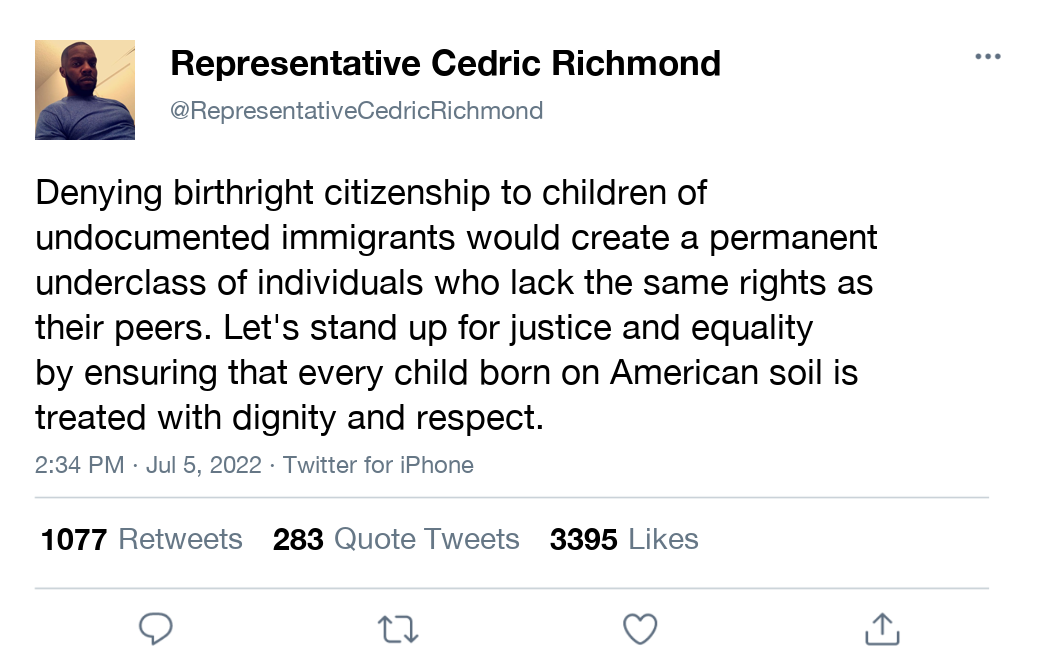 Representative Cedric Richmond
@RepresentativeCedricRichmond
Denying birthright citizenship to children of
undocumented immigrants would create a permanent
underclass of individuals who lack the same rights as
their peers. Let's stand up for justice and equality
by ensuring that every child born on American soil is
treated with dignity and respect.
2:34 PM · Jul 5, 2022 · Twitter for iPhone
1077 Retweets 283 Quote Tweets 3395 Likes